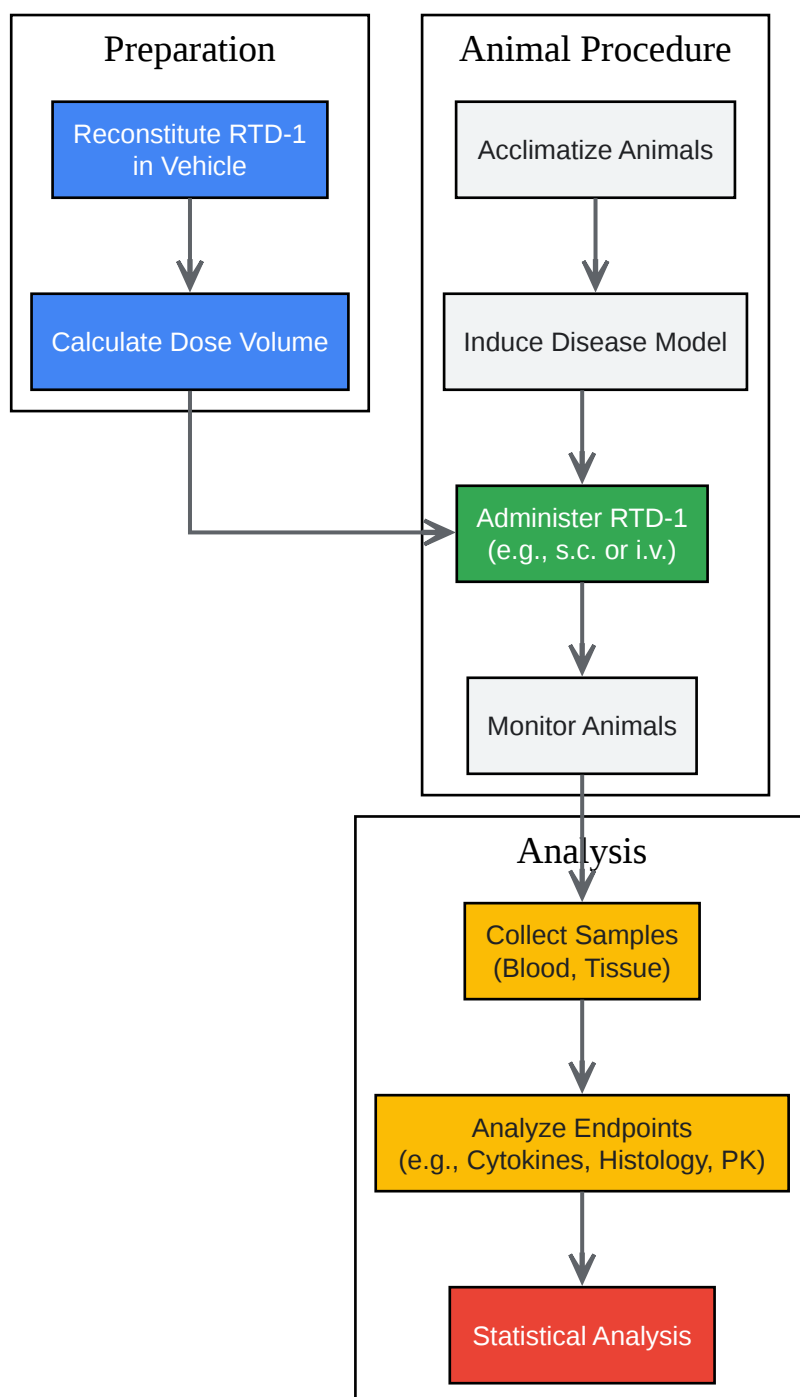 Preparation
Reconstitute RTD-1
in Vehicle
Calculate Dose Volume
Animal Procedure
Acclimatize Animals
Induce Disease Model
Administer RTD-1
(e.g., s.c. or i.v.)
Monitor Animals
Analysis
Collect Samples
(Blood, Tissue)
Analyze Endpoints
(e.g., Cytokines, Histology, PK)
Statistical Analysis